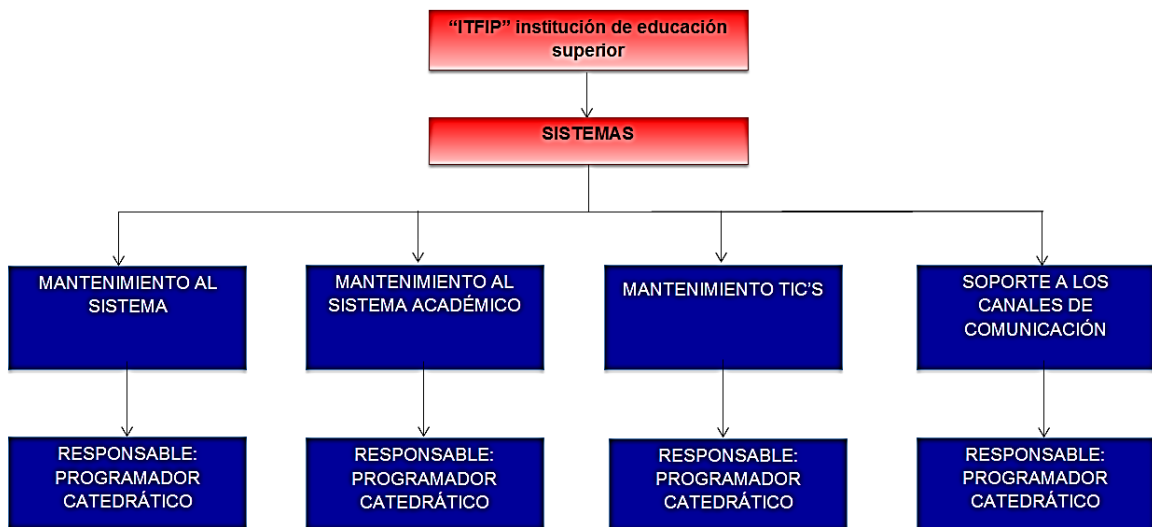 “ITFIP” institución de educación
superior
SISTEMAS
MANTENIMIENTO AL
SISTEMA
MANTENIMIENTO AL
SISTEMA ACADÉMICO
MANTENIMIENTO TIC’S
SOPORTE A LOS
CANALES DE
COMUNICACIÓN
RESPONSABLE:
PROGRAMADOR
CATEDRÁTICO
RESPONSABLE:
PROGRAMADOR
CATEDRÁTICO
RESPONSABLE:
PROGRAMADOR
CATEDRÁTICO
RESPONSABLE:
PROGRAMADOR
CATEDRÁTICO